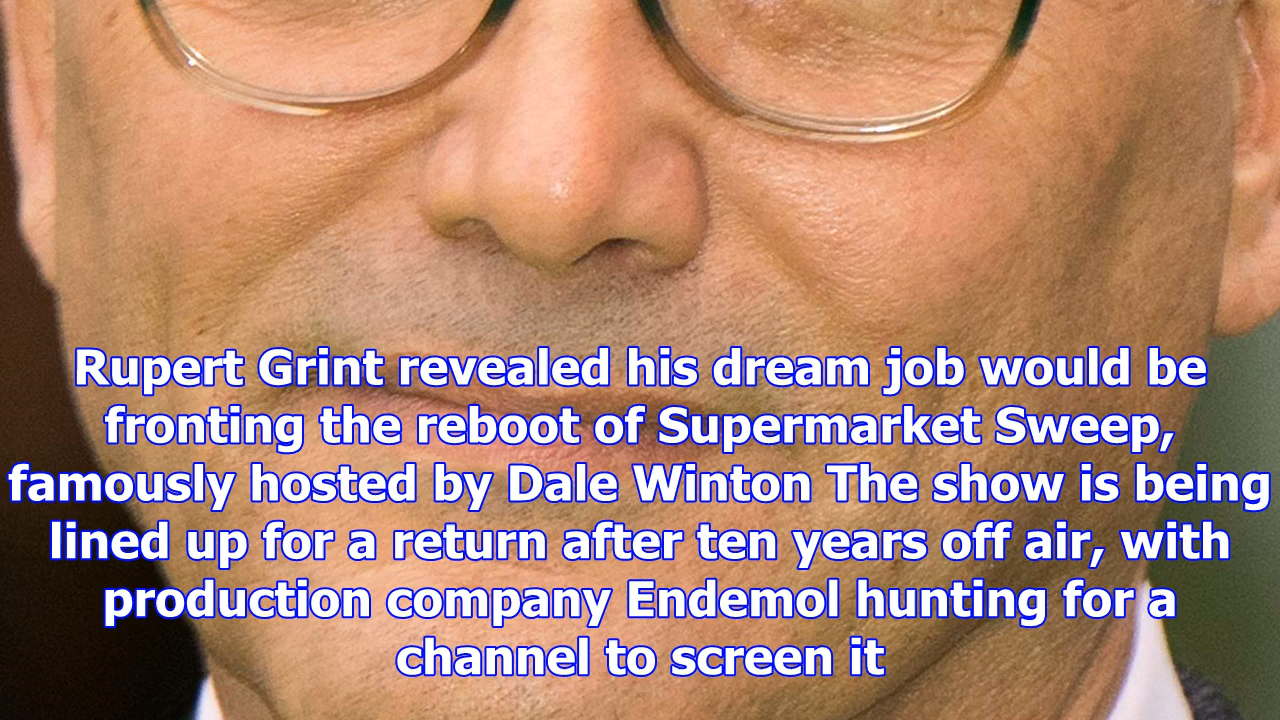 Rupert Grint revealed his dream job would be
fronting the reboot of Supermarket Sweep,
famously hosted by Dale Winton The show is being
lined up for a return after ten years off air, with
production company Endemol hunting for a
channel to screen it